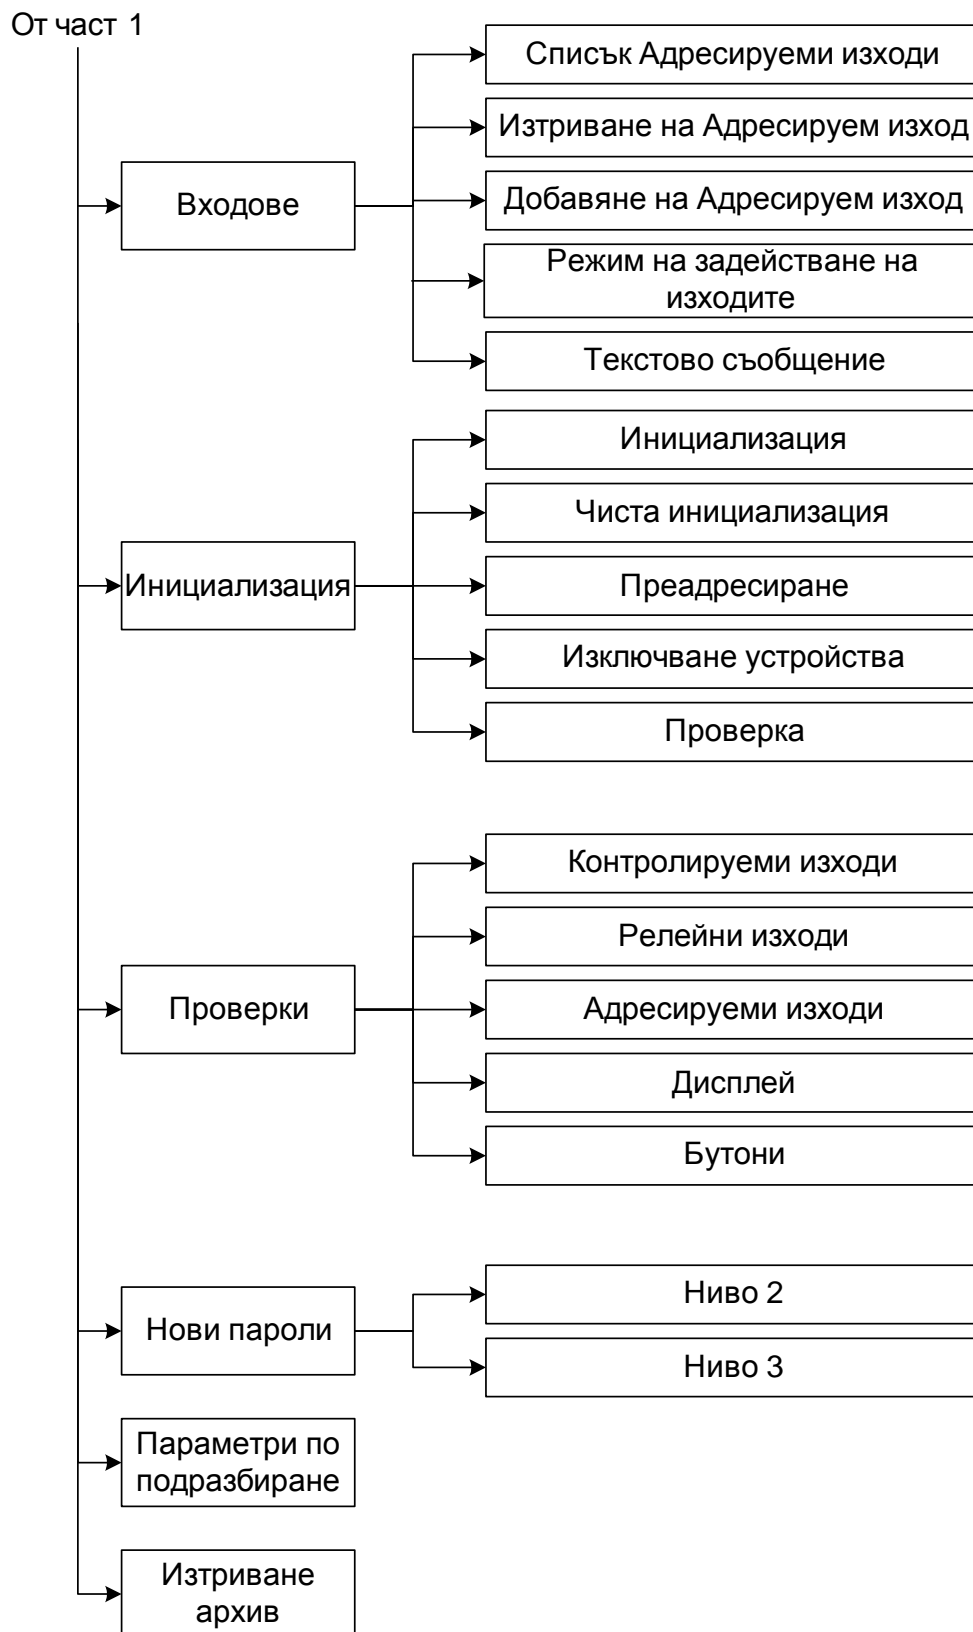 От част 1
Входове
Списък Адресируеми изходи
Изтриване на Адресируем изход
Добавяне на Адресируем изход
Режим на задействане на
изходите
Текстово съобщение
Инициализация
Инициализация
Чиста инициализация
Преадресиране
Изключване устройства
Проверка
Проверки
Контролируеми изходи
Релейни изходи
Адресируеми изходи
Дисплей
Бутони
Нови пароли
Ниво 2
Ниво 3
Параметри по
подразбиране
Изтриване
архив